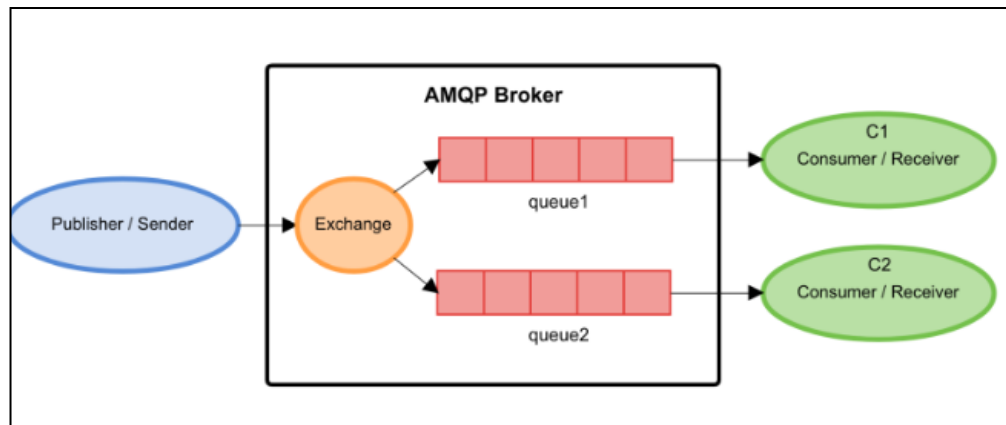 AMQP Broker
Publisher / Sender
Exchange
queue1
queue2
C1
Consumer / Receiver
C2
Consumer / Receiver